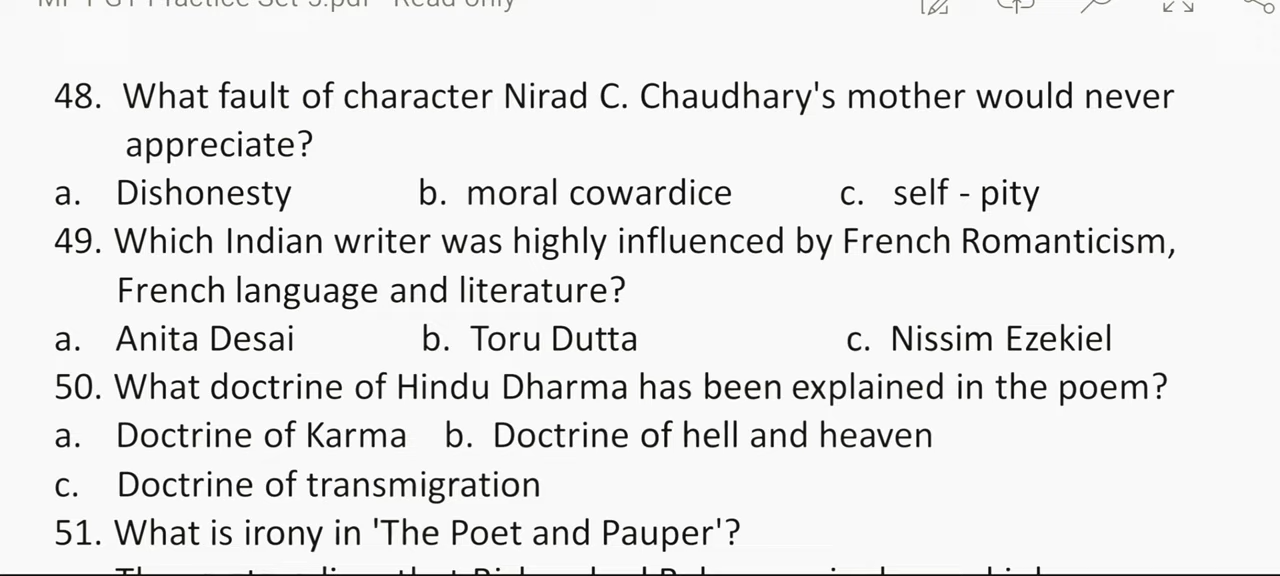 48. What fault of character Nirad C. Chaudhary's mother would never
appreciate?
a. Dishonesty b. moral cowardice c. self - pity
49. Which Indian writer was highly influenced by French Romanticism,
French language and literature?
a. Anita Desai b. Toru Dutta c. Nissim Ezekiel
50. What doctrine of Hindu Dharma has been explained in the poem?
a. Doctrine of Karma b. Doctrine of hell and heaven
c. Doctrine of transmigration
51. What is irony in 'The Poet and Pauper'?